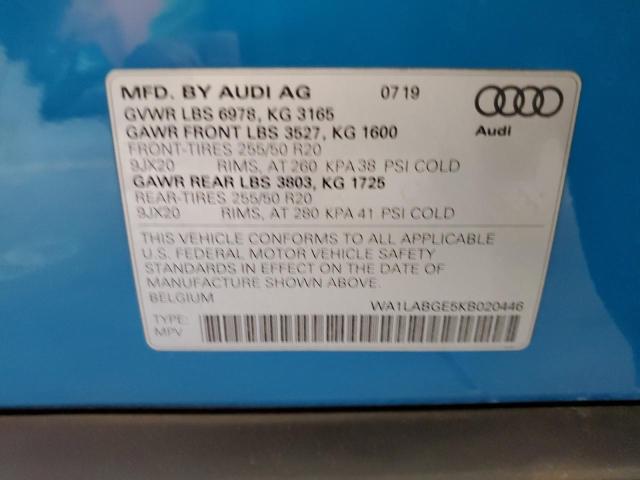 MFD. BY AUDI AG 07 19
GVWR LBS 6978, KG 3165
GAWR FRONT LBS 3527, KG 1600
FRONT-TIRES 255/50 R20
9JX20 RIMS, AT 260 KPA 38 PSI COLD
GAWR REAR LBS 3803, KG 1725
REAR-TIRES 255/50 R20
9JX20 RIMS, AT 280 KPA 41 PSI COLD
Audi
THIS VEHICLE CONFORMS TO ALL APPLICABLE
U.S. FEDERAL MOTOR VEHICLE SAFETY
STANDARDS IN EFFECT ON THE DATE OF
MANUFACTURE SHOWN ABOVE.
BELGIUM WA1LABGE5KB020446
TYPE:
MPV